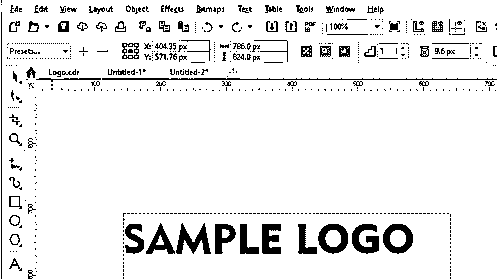 File Edit View Layout Object Effects Bitmaps Text Table Tools Window Help
PDF 100%
Presets... X: 404.35 px 786.0 px 1 9.6 px
Y: 571.76 px 624.0 px
Logo.cdr Untitled-1* Untitled-2*
100 200 300 400 500 600 700
SAMPLE LOGO